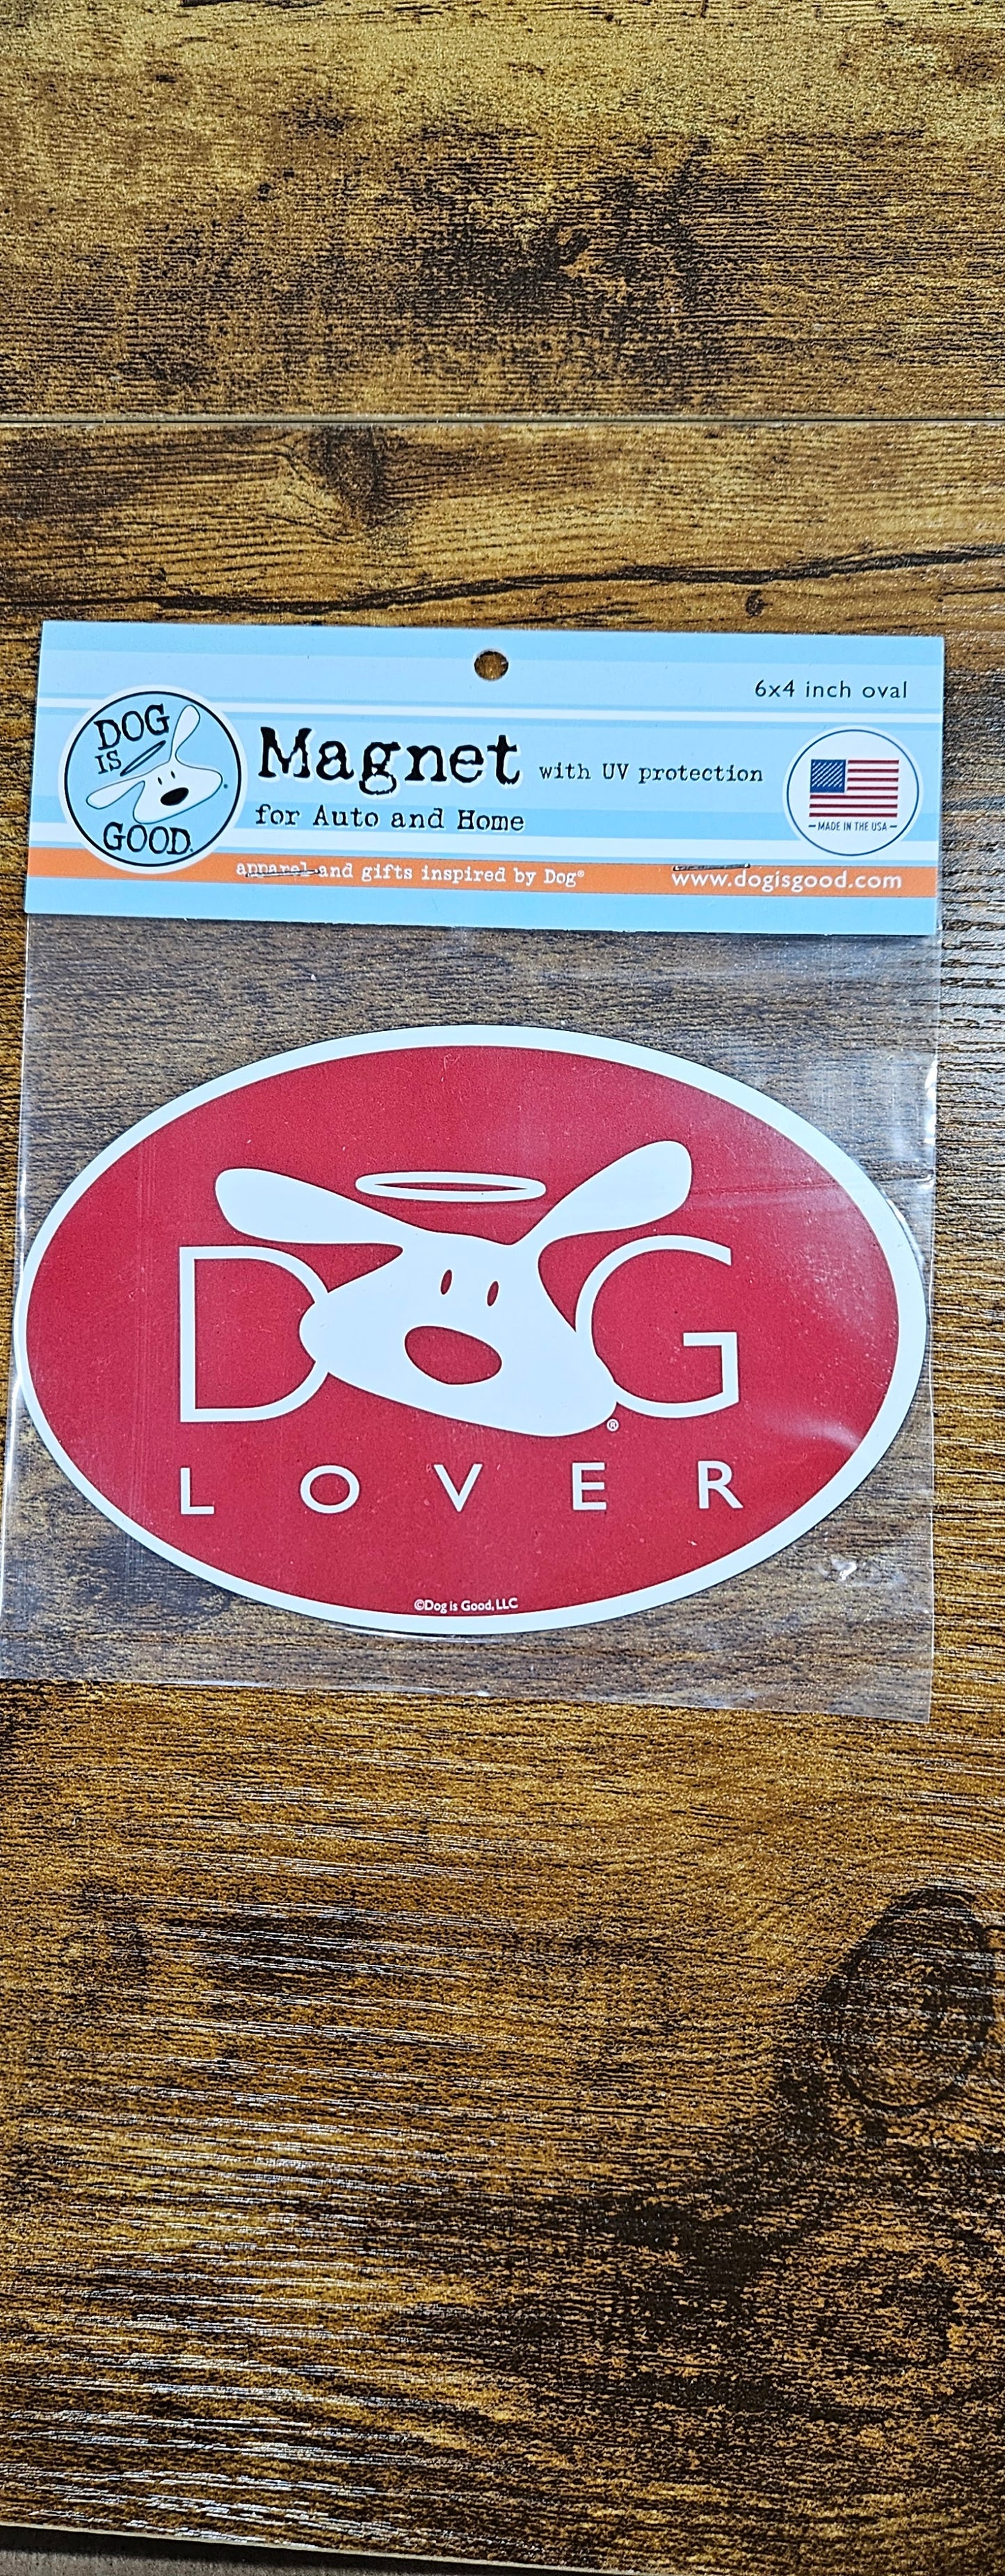 6x4 inch oval
DOG
IS
GOOD.
Magnet with UV protection
for Auto and Home
MADE IN THE USA
apparel and gifts inspired by Dog®
www.dogisgood.com
DOG
®
LOVER
©Dog is Good, LLC